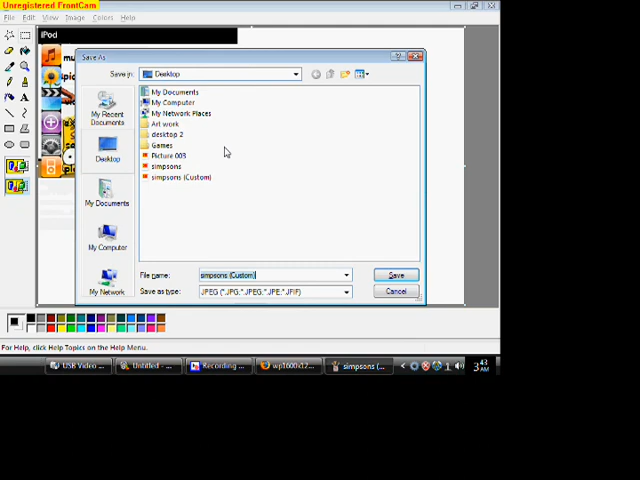 Unregistered FrontCam
File Edit View Image Colors Help
iPod
Save As
Save in: Desktop
My Documents
My Computer
My Network Places
Art work
desktop 2
Games
Picture 003
simpsons
simpsons (Custom)
My Recent
Documents
Desktop
My Documents
My Computer
My Network
File name: simpsons (Custom)
Save
Save as type: JPEG (*.JPG;*.JPEG;*.JPE;*.JFIF)
Cancel
For Help, click Help Topics on the Help Menu.
USB Video ... Untitled - ... Recording ... wp1600x12... simpsons (... 3:43
AM